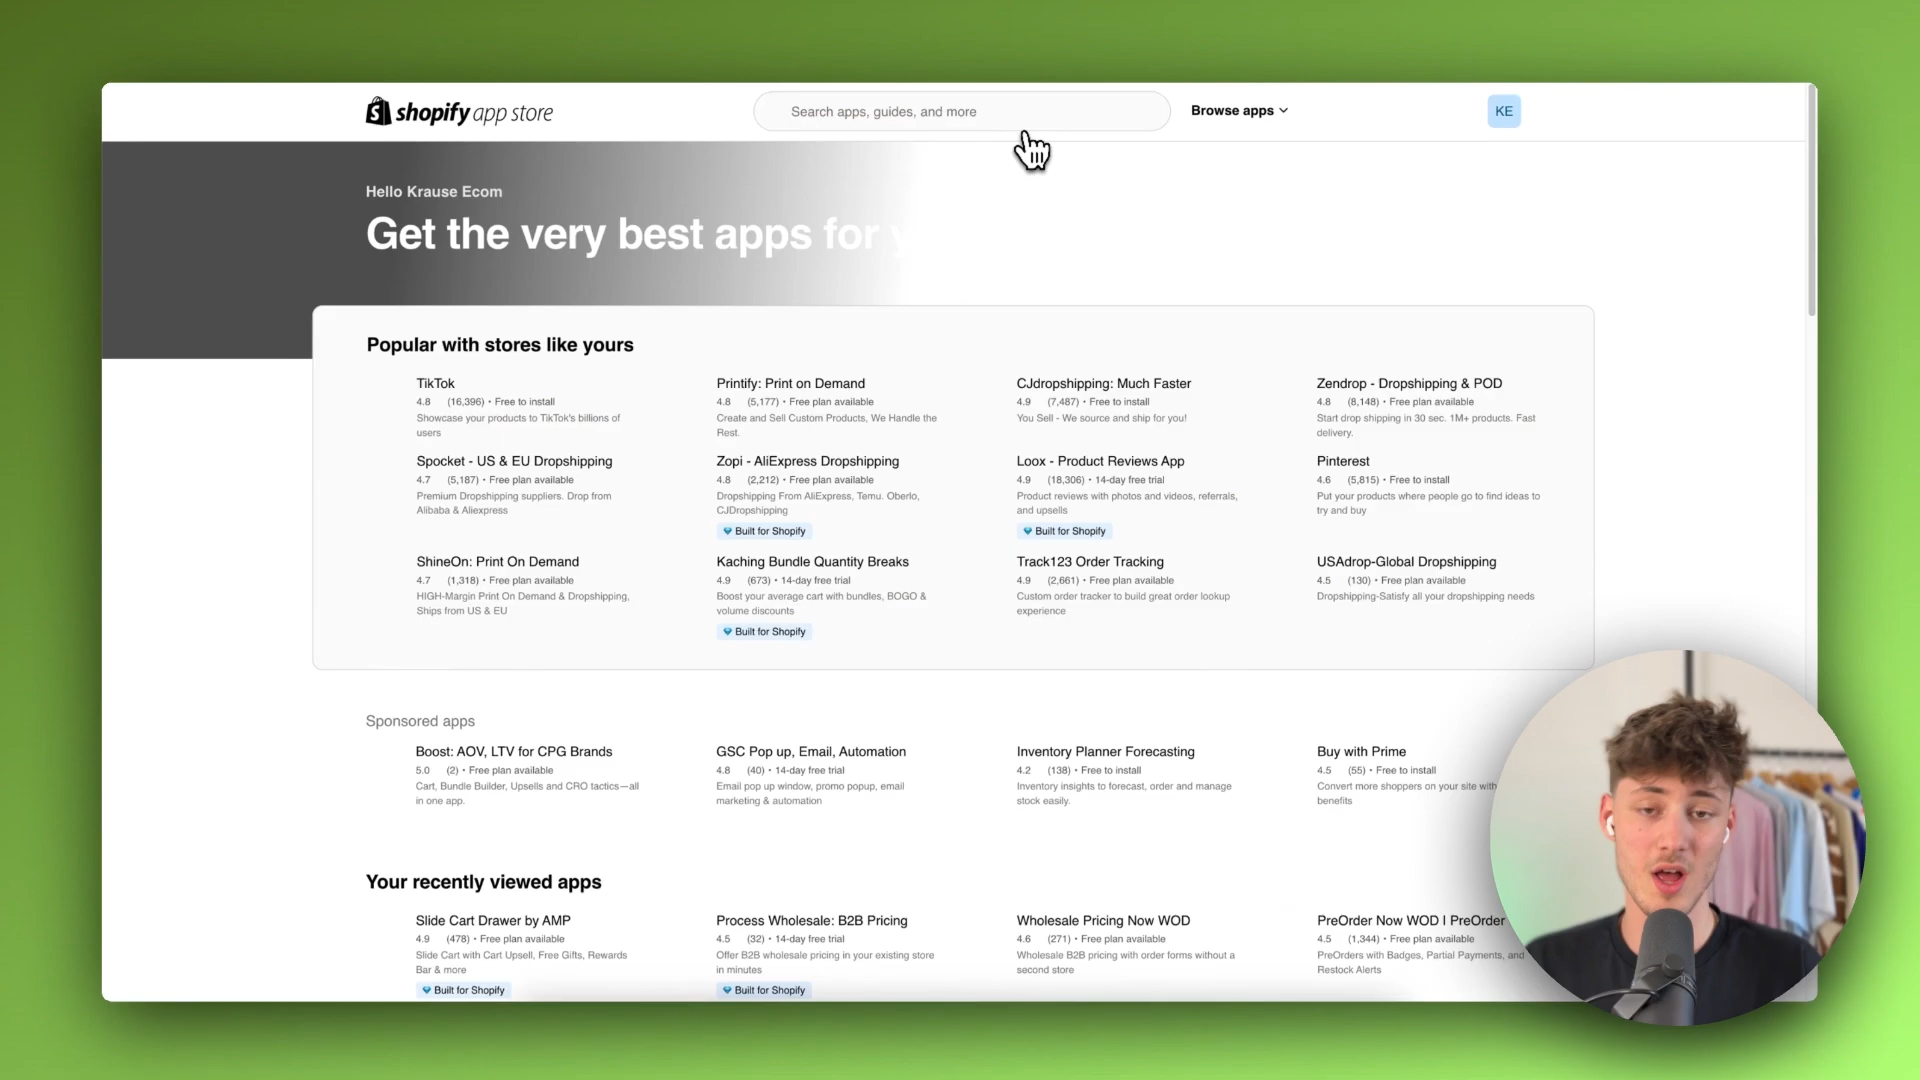 shopify app store
Search apps, guides, and more
Browse apps
KE
Hello Krause Ecom
Get the very best apps for
Popular with stores like yours
TikTok
4.8 (16,396) • Free to install
Showcase your products to TikTok's billions of
users
Printify: Print on Demand
4.8 (5,177) • Free plan available
Create and Sell Custom Products, We Handle the
Rest.
CJdropshipping: Much Faster
4.9 (7,487) • Free to install
You Sell - We source and ship for you!
Zendrop - Dropshipping & POD
4.8 (8,148) • Free plan available
Start drop shipping in 30 sec. 1M+ products. Fast
delivery.
Spocket - US & EU Dropshipping
4.7 (5,187) • Free plan available
Premium Dropshipping suppliers. Drop from
Alibaba & Aliexpress
Zopi - AliExpress Dropshipping
4.8 (2,212) • Free plan available
Dropshipping From AliExpress, Temu. Oberlo,
CJDropshipping
Built for Shopify
Loox - Product Reviews App
4.9 (18,306) • 14-day free trial
Product reviews with photos and videos, referrals,
and upsells
Built for Shopify
Pinterest
4.6 (5,815) • Free to install
Put your products where people go to find ideas to
try and buy
ShineOn: Print On Demand
4.7 (1,318) • Free plan available
HIGH-Margin Print On Demand & Dropshipping,
Ships from US & EU
Kaching Bundle Quantity Breaks
4.9 (673) • 14-day free trial
Boost your average cart with bundles, BOGO &
volume discounts
Built for Shopify
Track123 Order Tracking
4.9 (2,661) • Free plan available
Custom order tracker to build great order lookup
experience
USAdrop-Global Dropshipping
4.5 (130) • Free plan available
Dropshipping-Satisfy all your dropshipping needs
Sponsored apps
Boost: AOV, LTV for CPG Brands
5.0 (2) • Free plan available
Cart, Bundle Builder, Upsells and CRO tactics—all
in one app.
GSC Pop up, Email, Automation
4.8 (40) • 14-day free trial
Email pop up window, promo popup, email
marketing & automation
Inventory Planner Forecasting
4.2 (138) • Free to install
Inventory insights to forecast, order and manage
stock easily.
Buy with Prime
4.5 (55) • Free to install
Convert more shoppers on your site with
benefits
Your recently viewed apps
Slide Cart Drawer by AMP
4.9 (478) • Free plan available
Slide Cart with Cart Upsell, Free Gifts, Rewards
Bar & more
Built for Shopify
Process Wholesale: B2B Pricing
4.5 (32) • 14-day free trial
Offer B2B wholesale pricing in your existing store
in minutes
Built for Shopify
Wholesale Pricing Now WOD
4.6 (271) • Free plan available
Wholesale B2B pricing with order forms without a
second store
PreOrder Now WOD | PreOrder
4.5 (1,344) • Free plan available
PreOrders with Badges, Partial Payments, and
Restock Alerts